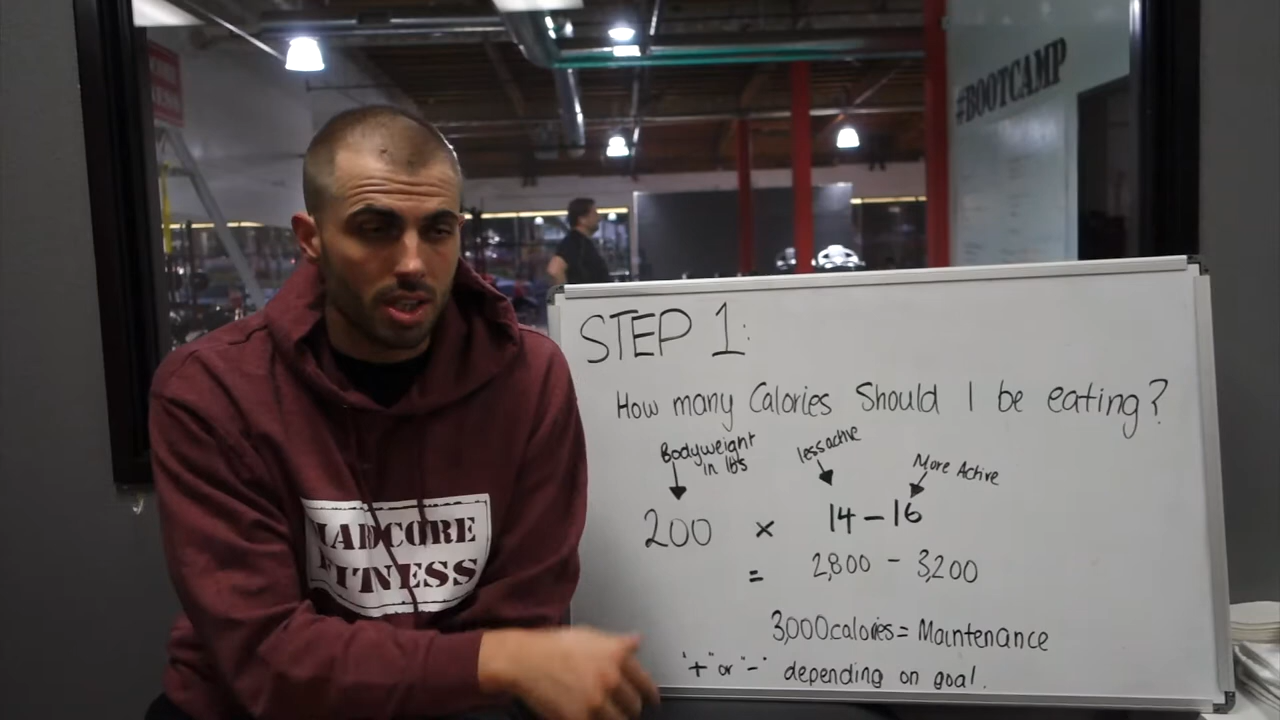 #BOOTCAMP
STEP 1:
How many Calories Should I be eating?
Bodyweight in lbs
less active
More Active
200 × 14 – 16
= 2,800 – 3,200
3,000 calories = Maintenance
"+" or "-" depending on goal.
HARDCORE
FITNESS